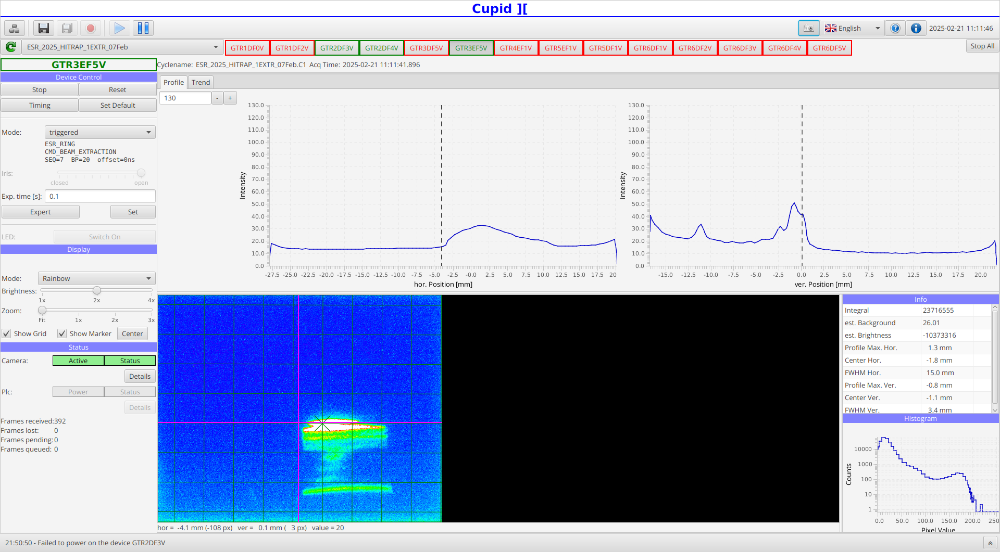 Cupid ][
English
2025-02-21 11:11:46
ESR_2025_HITRAP_1EXTR_07Feb
GTR1DF0V GTR1DF2V GTR2DF3V GTR2DF4V GTR3DF5V GTR3EF5V GTR4EF1V GTR5EF1V GTR5DF1V GTR6DF1V GTR6DF2V GTR6DF3V GTR6DF4V GTR6DF5V
Stop All
GTR3EF5V
Cyclename: ESR_2025_HITRAP_1EXTR_07Feb.C1 Acq Time: 2025-02-21 11:11:41.896
Device Control
Stop Reset
Timing Set Default
Mode: triggered
ESR_RING
CMD_BEAM_EXTRACTION
SEQ=7 BP=20 offset=0ns
Iris:
closed open
Exp. time [s]: 0.1
Expert Set
LED: Switch On
Display
Mode: Rainbow
Brightness:
1x 2x 4x
Zoom:
Fit 1x 2x 3x
Show Grid Show Marker Center
Status
Camera: Active Status
Details
Plc: Power Status
Details
Frames received:392
Frames lost: 0
Frames pending:0
Frames queued: 0
Profile Trend
130 - +
130.0
120.0
110.0
100.0
90.0
80.0
70.0
60.0
50.0
40.0
30.0
20.0
10.0
0.0
Intensity
-27.5 -25.0 -22.5 -20.0 -17.5 -15.0 -12.5 -10.0 -7.5 -5.0 -2.5 -0.0 2.5 5.0 7.5 10.0 12.5 15.0 17.5 20
hor. Position [mm]
130.0
120.0
110.0
100.0
90.0
80.0
70.0
60.0
50.0
40.0
30.0
20.0
10.0
0.0
Intensity
-15.0 -12.5 -10.0 -7.5 -5.0 -2.5 0.0 2.5 5.0 7.5 10.0 12.5 15.0 17.5 20.0
ver. Position [mm]
hor = -4.1 mm (-108 px) ver = 0.1 mm ( 3 px) value = 20
Info
Integral 23716555
est. Background 26.01
est. Brightness -10373316
Profile Max. Hor. 1.3 mm
Center Hor. -1.8 mm
FWHM Hor. 15.0 mm
Profile Max. Ver. -0.8 mm
Center Ver. -1.1 mm
FWHM Ver. 3.4 mm
Histogram
10000
1000
100
10
1
Counts
0.0 50.0 100.0 150.0 200.0 250
Pixel Value
21:50:50 - Failed to power on the device GTR2DF3V